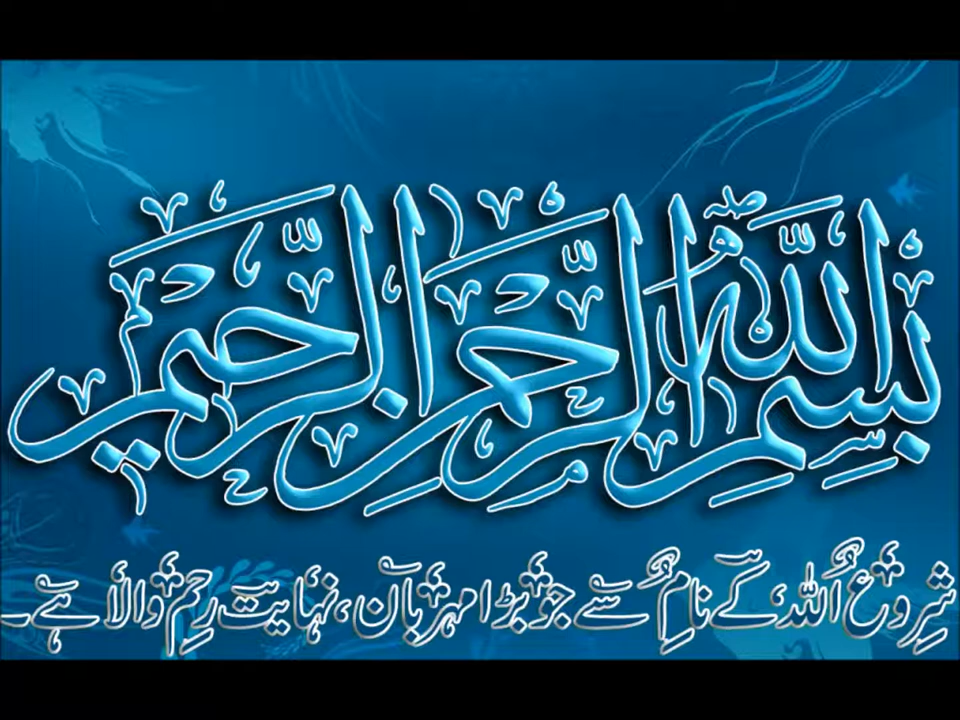 بِسْمِ اللّٰهِ الرَّحْمٰنِ الرَّحِيْمِ
شروع اللہ کے نام سے جو بڑا مہربان، نہایت رحم والا ہے۔